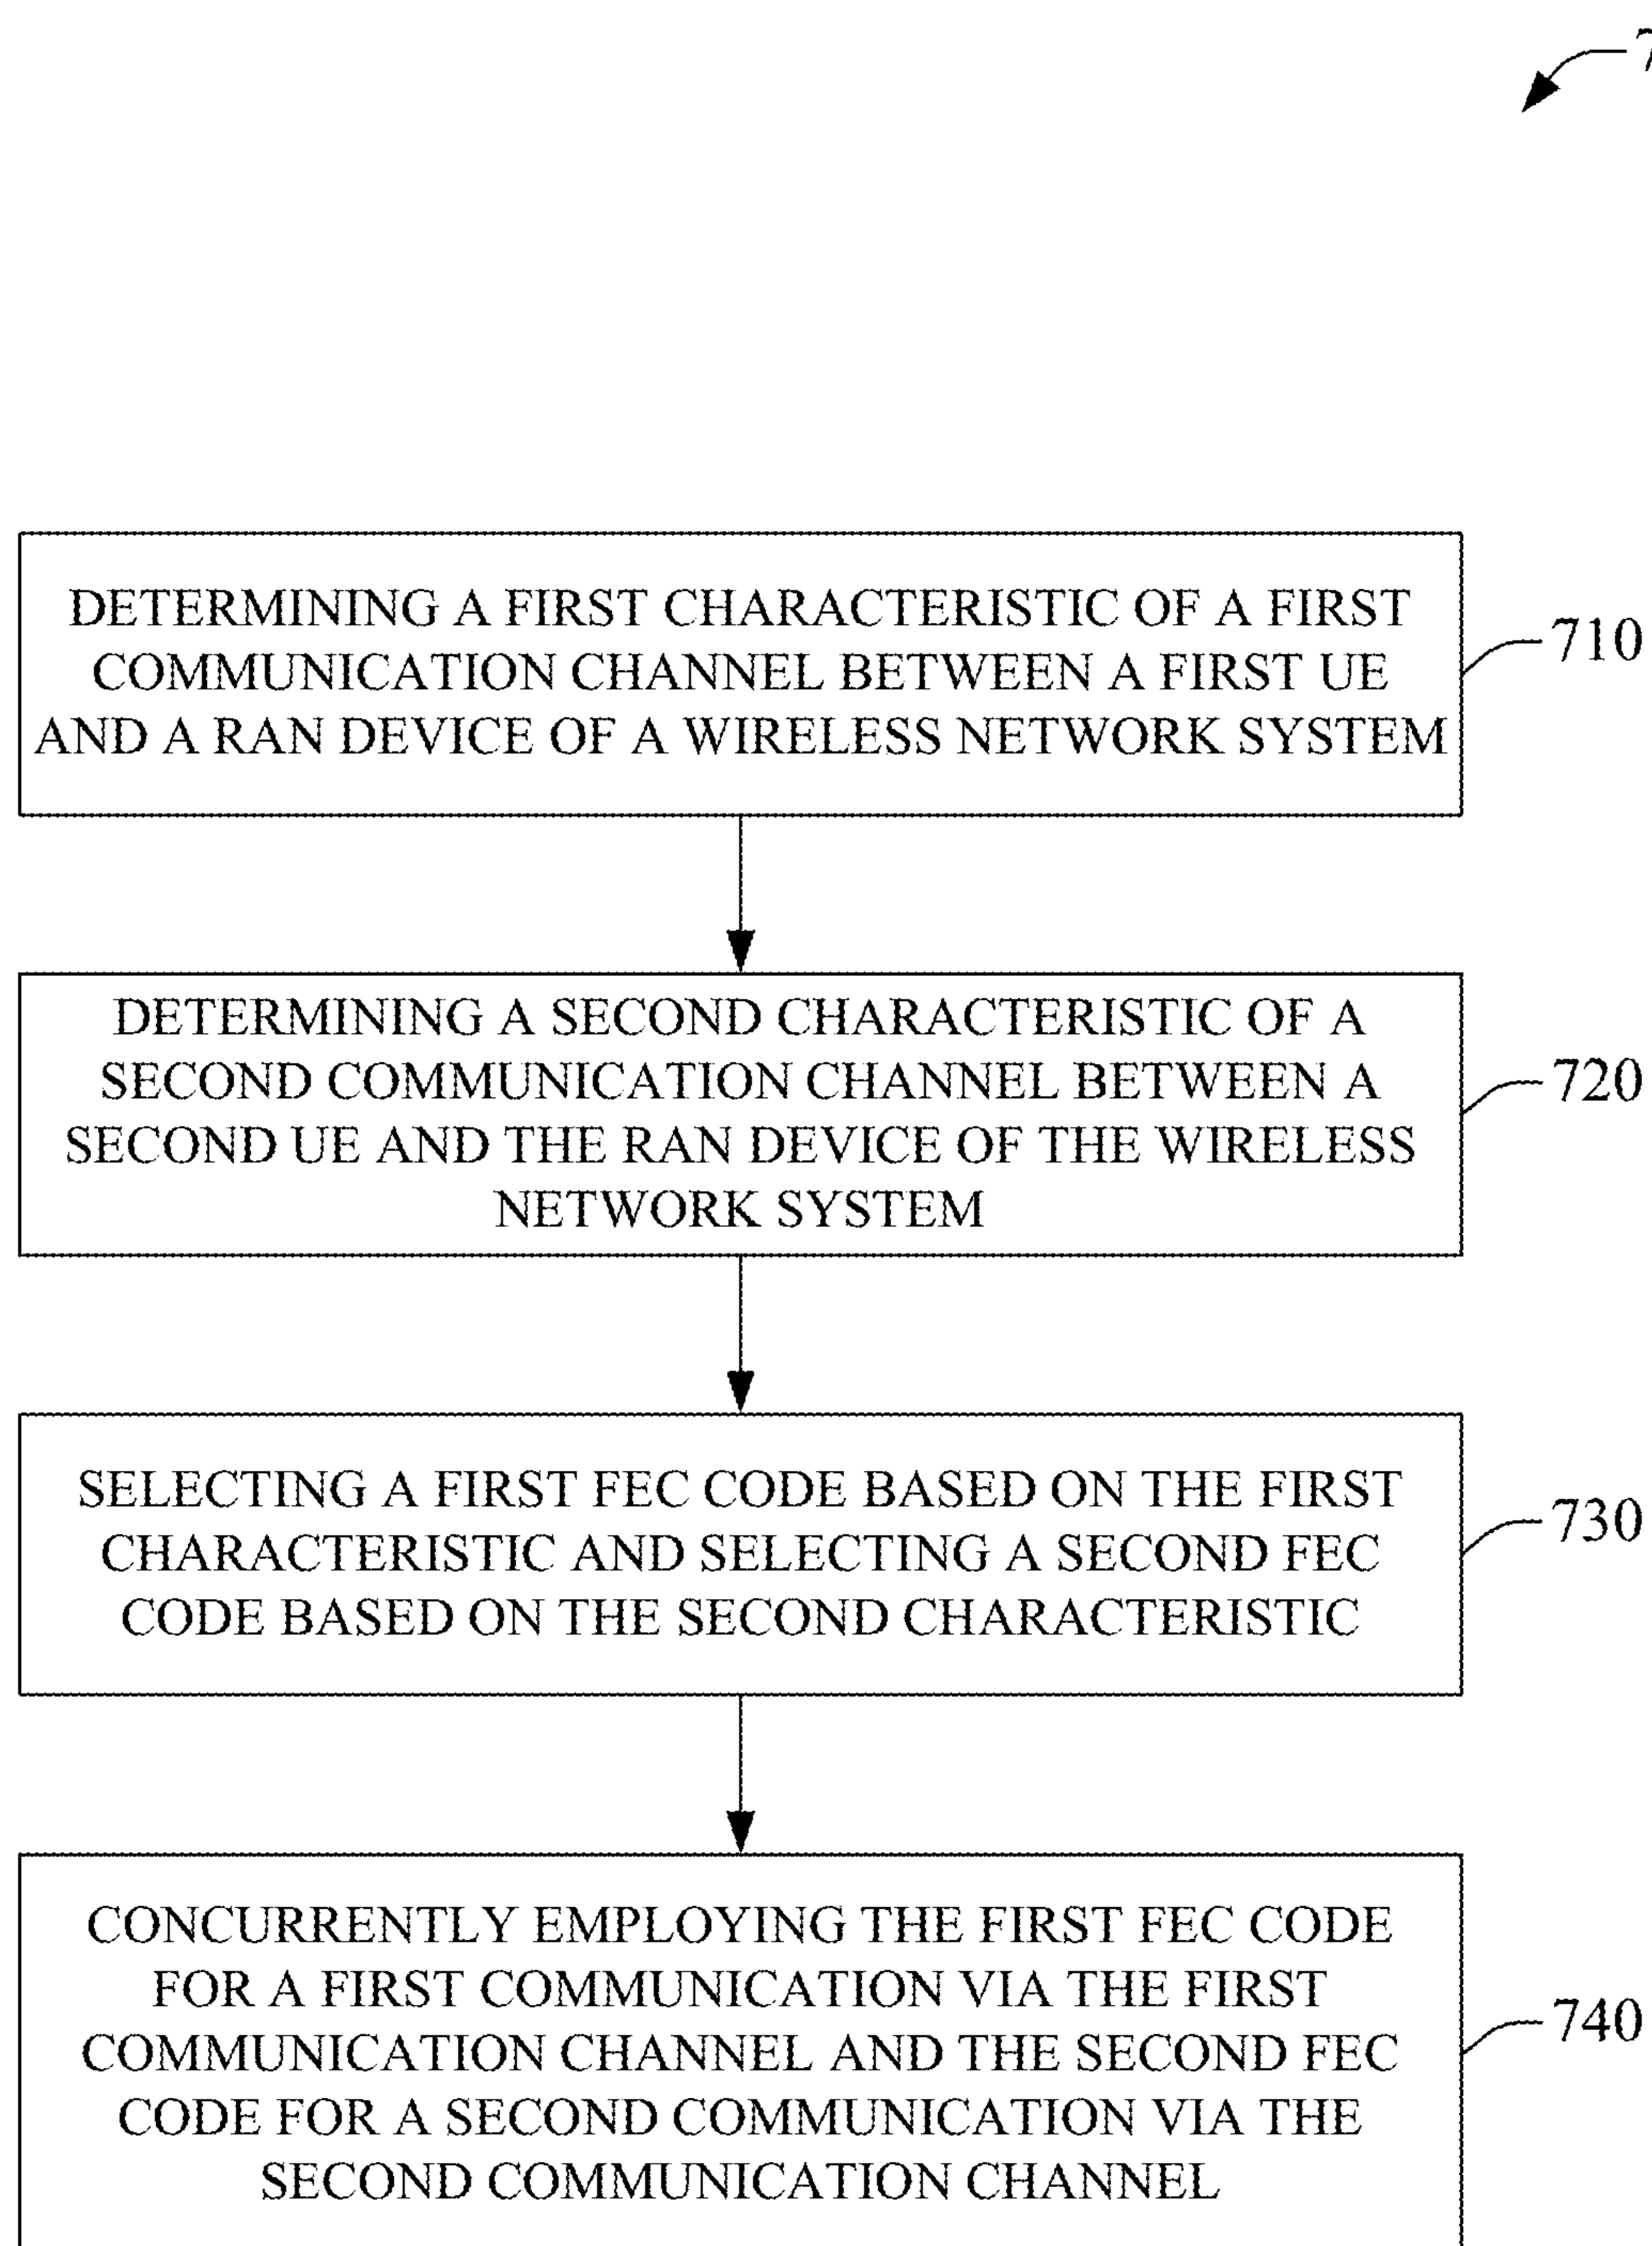 DETERMINING A FIRST CHARACTERISTIC OF A FIRST
COMMUNICATION CHANNEL BETWEEN A FIRST UE
AND A RAN DEVICE OF A WIRELESS NETWORK SYSTEM
710
DETERMINING A SECOND CHARACTERISTIC OF A
SECOND COMMUNICATION CHANNEL BETWEEN A
SECOND UE AND THE RAN DEVICE OF THE WIRELESS
NETWORK SYSTEM
720
SELECTING A FIRST FEC CODE BASED ON THE FIRST
CHARACTERISTIC AND SELECTING A SECOND FEC
CODE BASED ON THE SECOND CHARACTERISTIC
730
CONCURRENTLY EMPLOYING THE FIRST FEC CODE
FOR A FIRST COMMUNICATION VIA THE FIRST
COMMUNICATION CHANNEL AND THE SECOND FEC
CODE FOR A SECOND COMMUNICATION VIA THE
SECOND COMMUNICATION CHANNEL
740